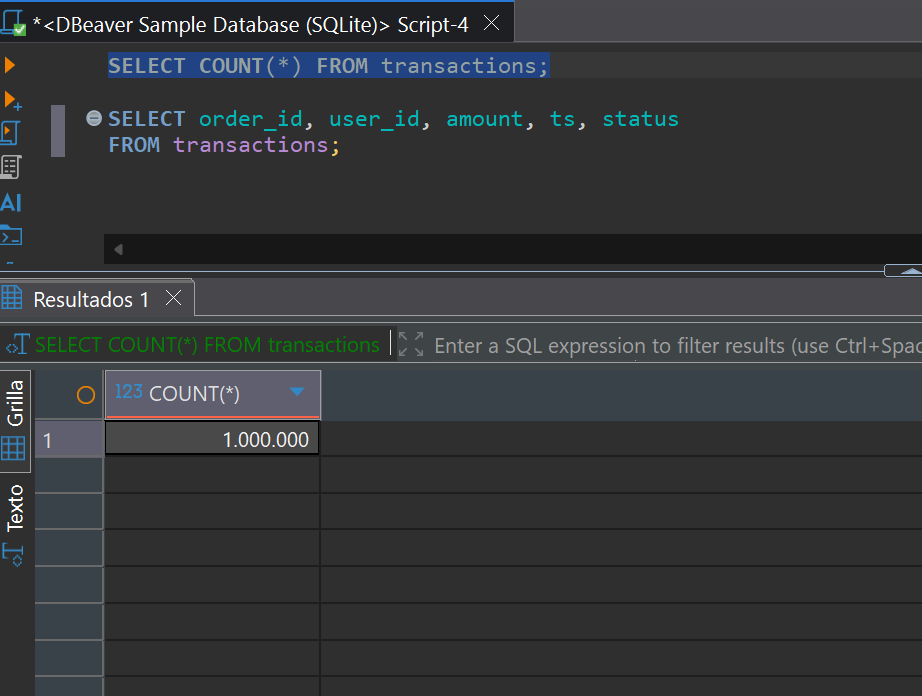 *<DBeaver Sample Database (SQLite)> Script-4
SELECT COUNT(*) FROM transactions;
SELECT order_id, user_id, amount, ts, status
FROM transactions;
AI
Resultados 1
SELECT COUNT(*) FROM transactions
Enter a SQL expression to filter results (use Ctrl+Spac
Grilla
123 COUNT(*)
1
1.000.000
Texto